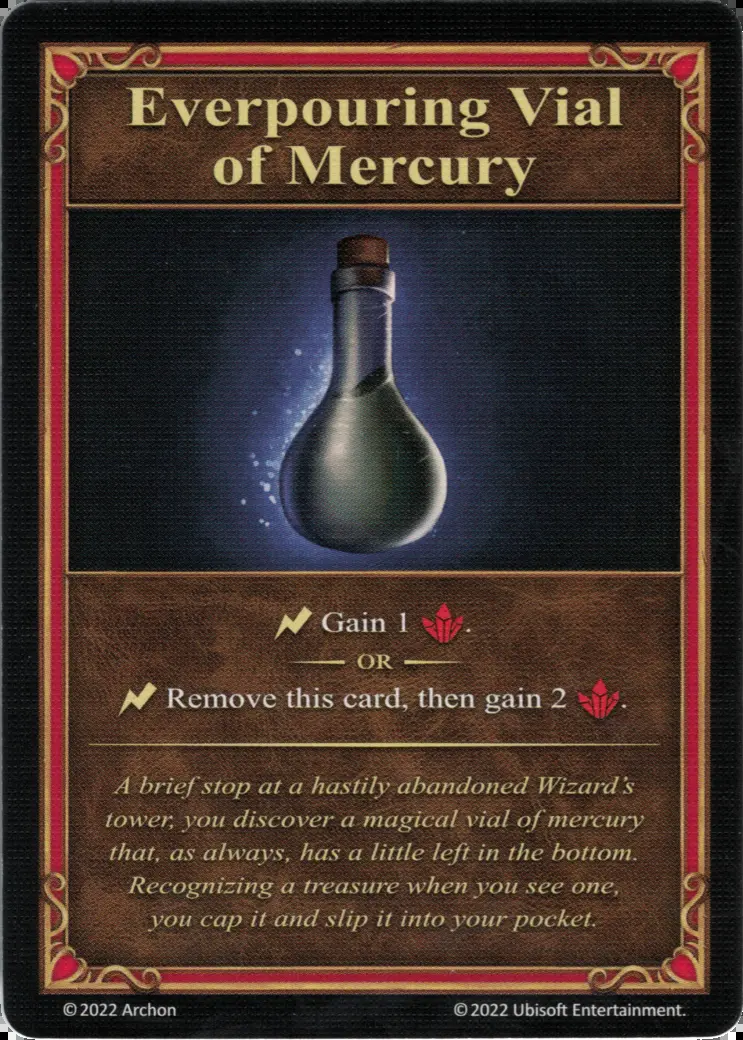 Everpouring Vial
of Mercury
Gain 1 .
OR
Remove this card, then gain 2 .
A brief stop at a hastily abandoned Wizard's
tower, you discover a magical vial of mercury
that, as always, has a little left in the bottom.
Recognizing a treasure when you see one,
you cap it and slip it into your pocket.
© 2022 Archon
© 2022 Ubisoft Entertainment.